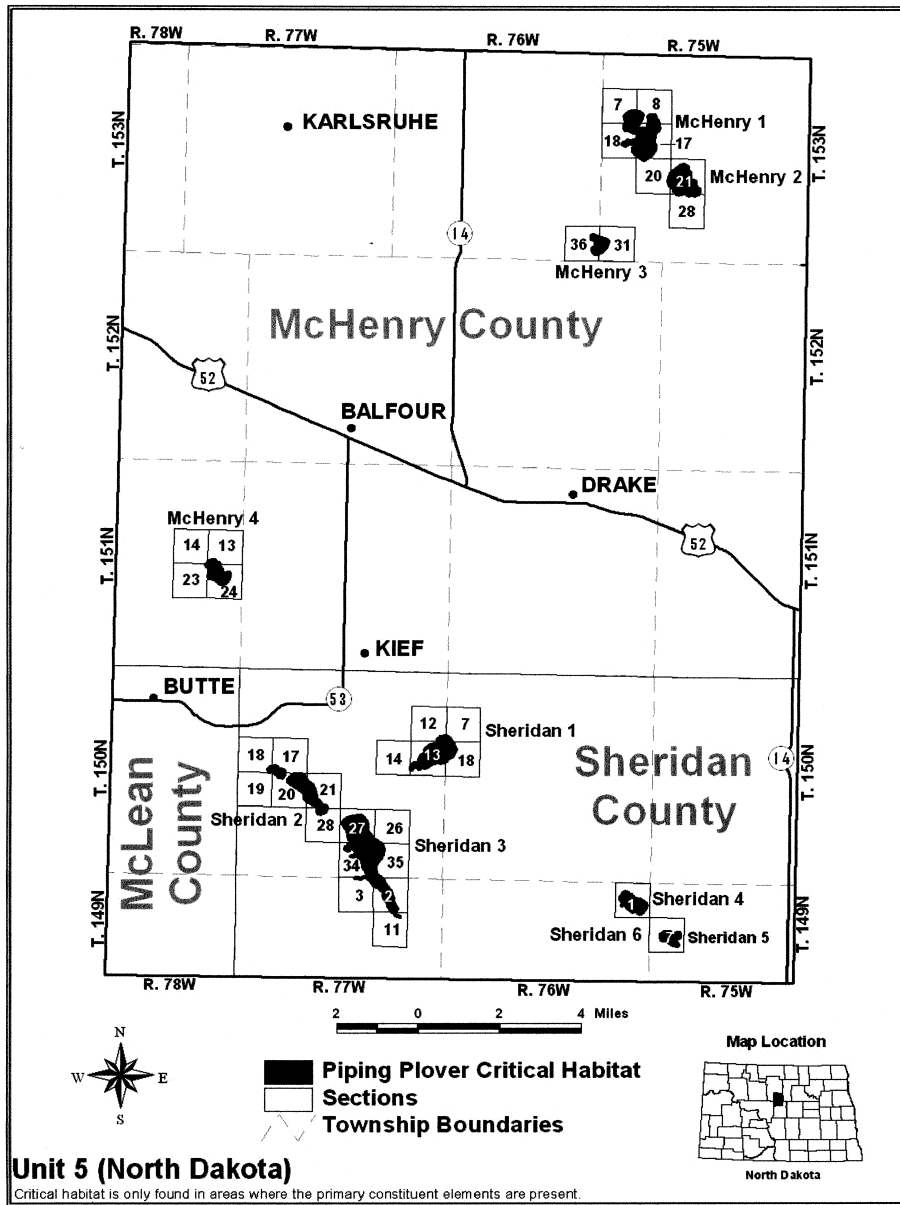 R. 78W R. 77W R. 76W R. 75W
T. 153N
KARLSRUHE
7 8
McHenry 1
18 17
20 21 McHenry 2
28
T. 153N
14
36 31
McHenry 3
McHenry County
T. 152N
T. 152N
52
BALFOUR
DRAKE
McHenry 4
52
T. 151N
14 13
23 24
T. 151N
KIEF
BUTTE
53
12 7 Sheridan 1
14 13 18
Sheridan
County
14
T. 150N
T. 150N
18 17
19 20 21
Sheridan 2 28
McLean
County
27 26
Sheridan 3
34 35
3 2
11
1 Sheridan 4
Sheridan 6 7 Sheridan 5
T. 149N
T. 149N
R. 78W R. 77W R. 76W R. 75W
2 0 2 4 Miles
N
W E
S
Piping Plover Critical Habitat
Sections
Township Boundaries
Map Location
North Dakota
Unit 5 (North Dakota)
Critical habitat is only found in areas where the primary constituent elements are present.